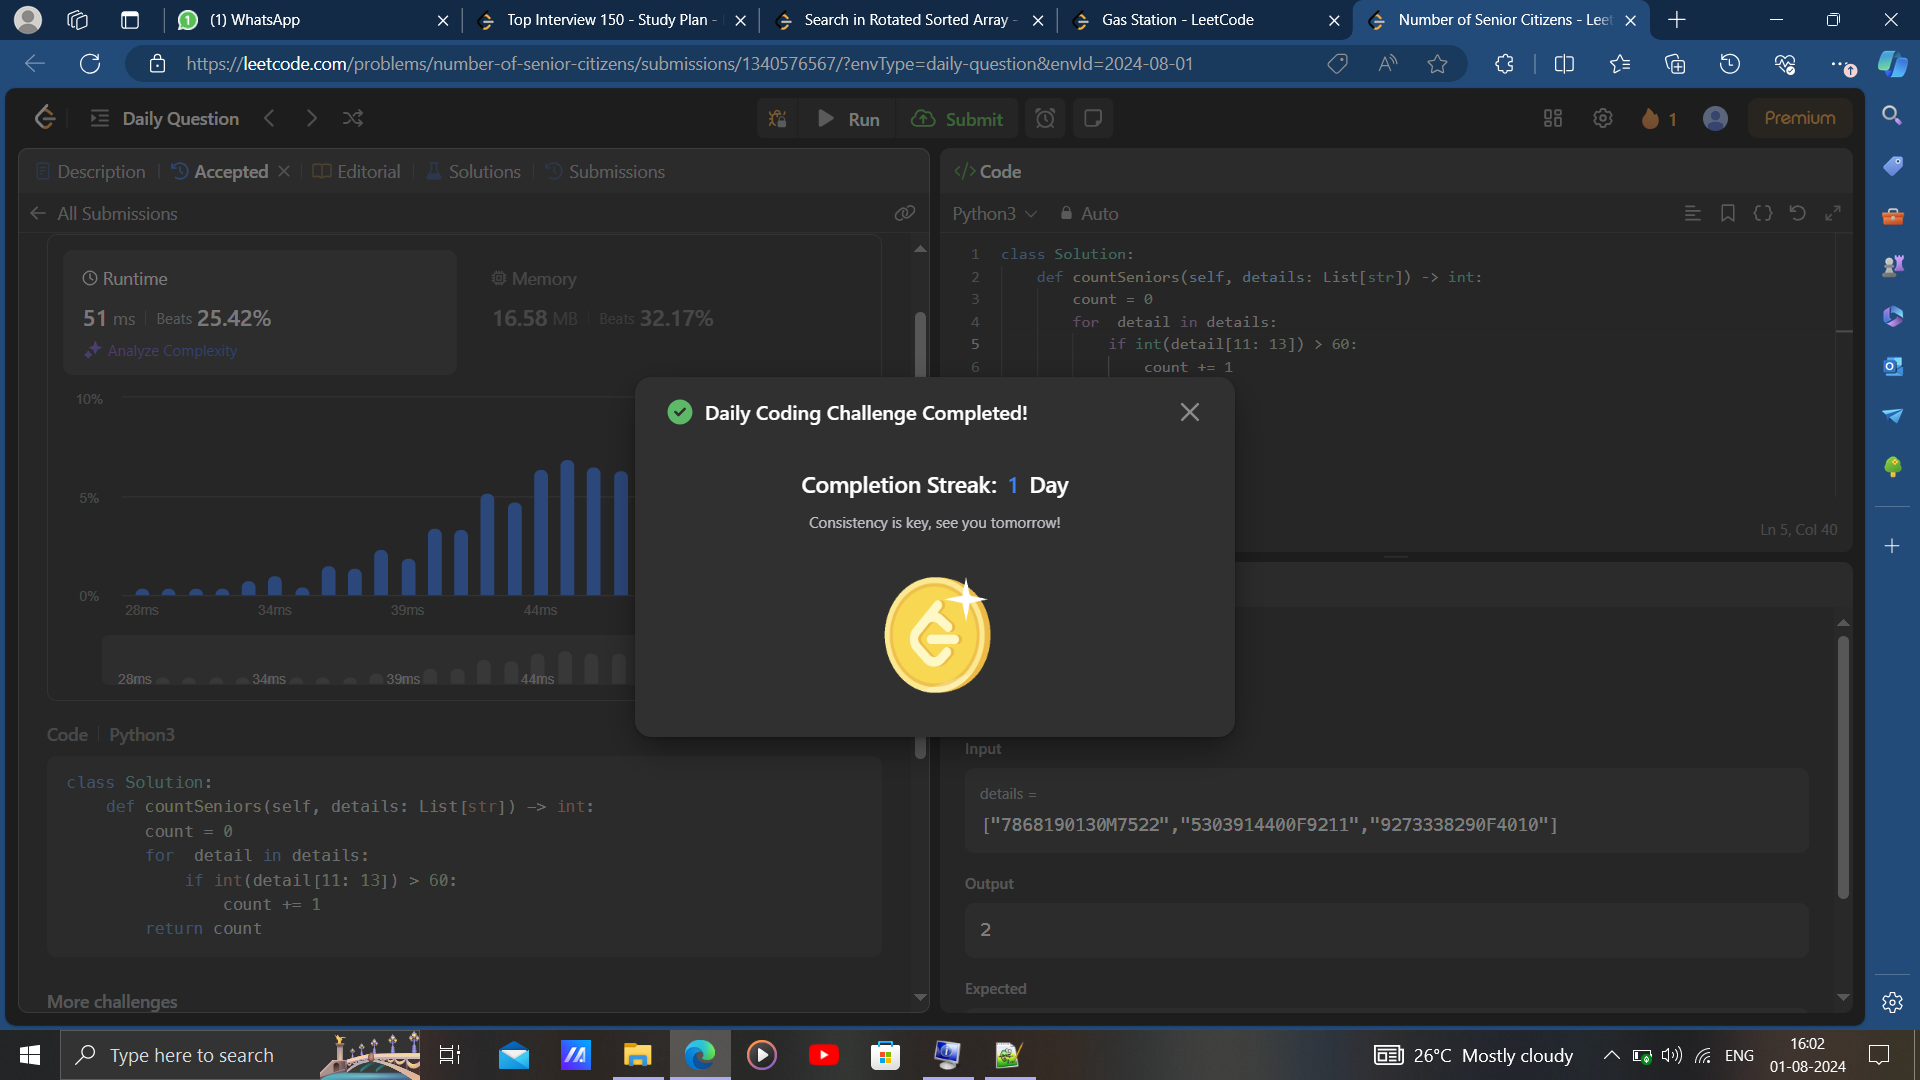 (1) WhatsApp
Top Interview 150 - Study Plan -
Search in Rotated Sorted Array -
Gas Station - LeetCode
Number of Senior Citizens - Leet
https://leetcode.com/problems/number-of-senior-citizens/submissions/1340576567/?envType=daily-question&envId=2024-08-01
Daily Question
Run
Submit
1
Premium
Description
Accepted
Editorial
Solutions
Submissions
All Submissions
Runtime
51 ms
Beats 25.42%
Analyze Complexity
Memory
16.58 MB
Beats 32.17%
10%
5%
0%
28ms
34ms
39ms
44ms
28ms
34ms
39ms
44ms
Code
Python3
class Solution:
def countSeniors(self, details: List[str]) -> int:
count = 0
for  detail in details:
if int(detail[11: 13]) > 60:
count += 1
return count
More challenges
</> Code
Python3
Auto
1 class Solution:
2 def countSeniors(self, details: List[str]) -> int:
3 count = 0
4 for  detail in details:
5 if int(detail[11: 13]) > 60:
6 count += 1
Ln 5, Col 40
Daily Coding Challenge Completed!
Completion Streak: 1 Day
Consistency is key, see you tomorrow!
Input
details =
["7868190130M7522","5303914400F9211","9273338290F4010"]
Output
2
Expected
Type here to search
26°C Mostly cloudy
ENG
16:02
01-08-2024